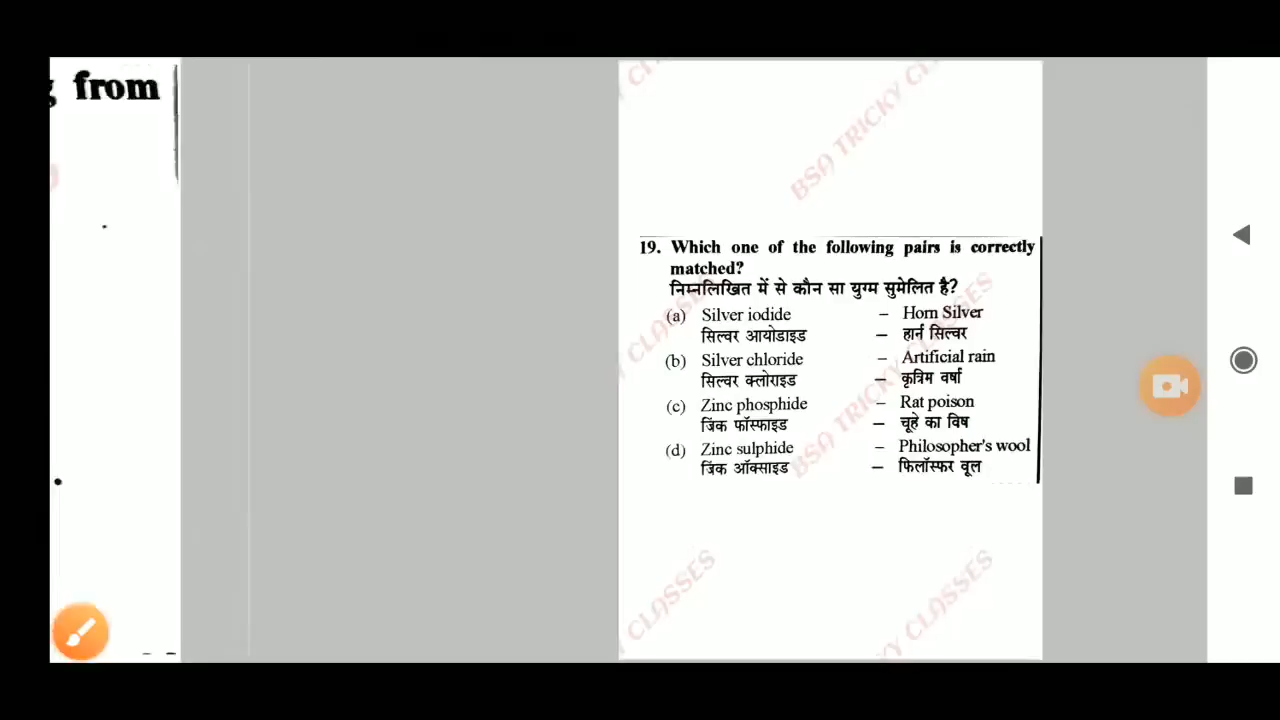 from
BSA TRICKY CLASSES
19. Which one of the following pairs is correctly
matched?
निम्नलिखित में से कौन सा युग्म सुमेलित है?
(a) Silver iodide – Horn Silver
सिल्वर आयोडाइड – हार्न सिल्वर
(b) Silver chloride – Artificial rain
सिल्वर क्लोराइड – कृत्रिम वर्षा
(c) Zinc phosphide – Rat poison
जिंक फॉस्फाइड – चूहे का विष
(d) Zinc sulphide – Philosopher's wool
जिंक ऑक्साइड – फिलॉस्फर वूल
CLASSES
CLASSES